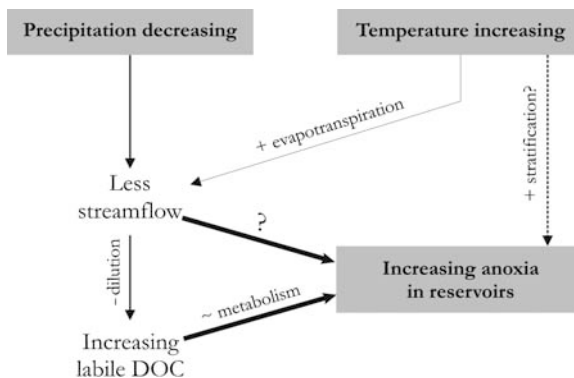 Precipitation decreasing
Temperature increasing
+ evapotranspiration
+ stratification?
Less
streamflow
?
−dilution
Increasing anoxia
in reservoirs
~ metabolism
Increasing
labile DOC